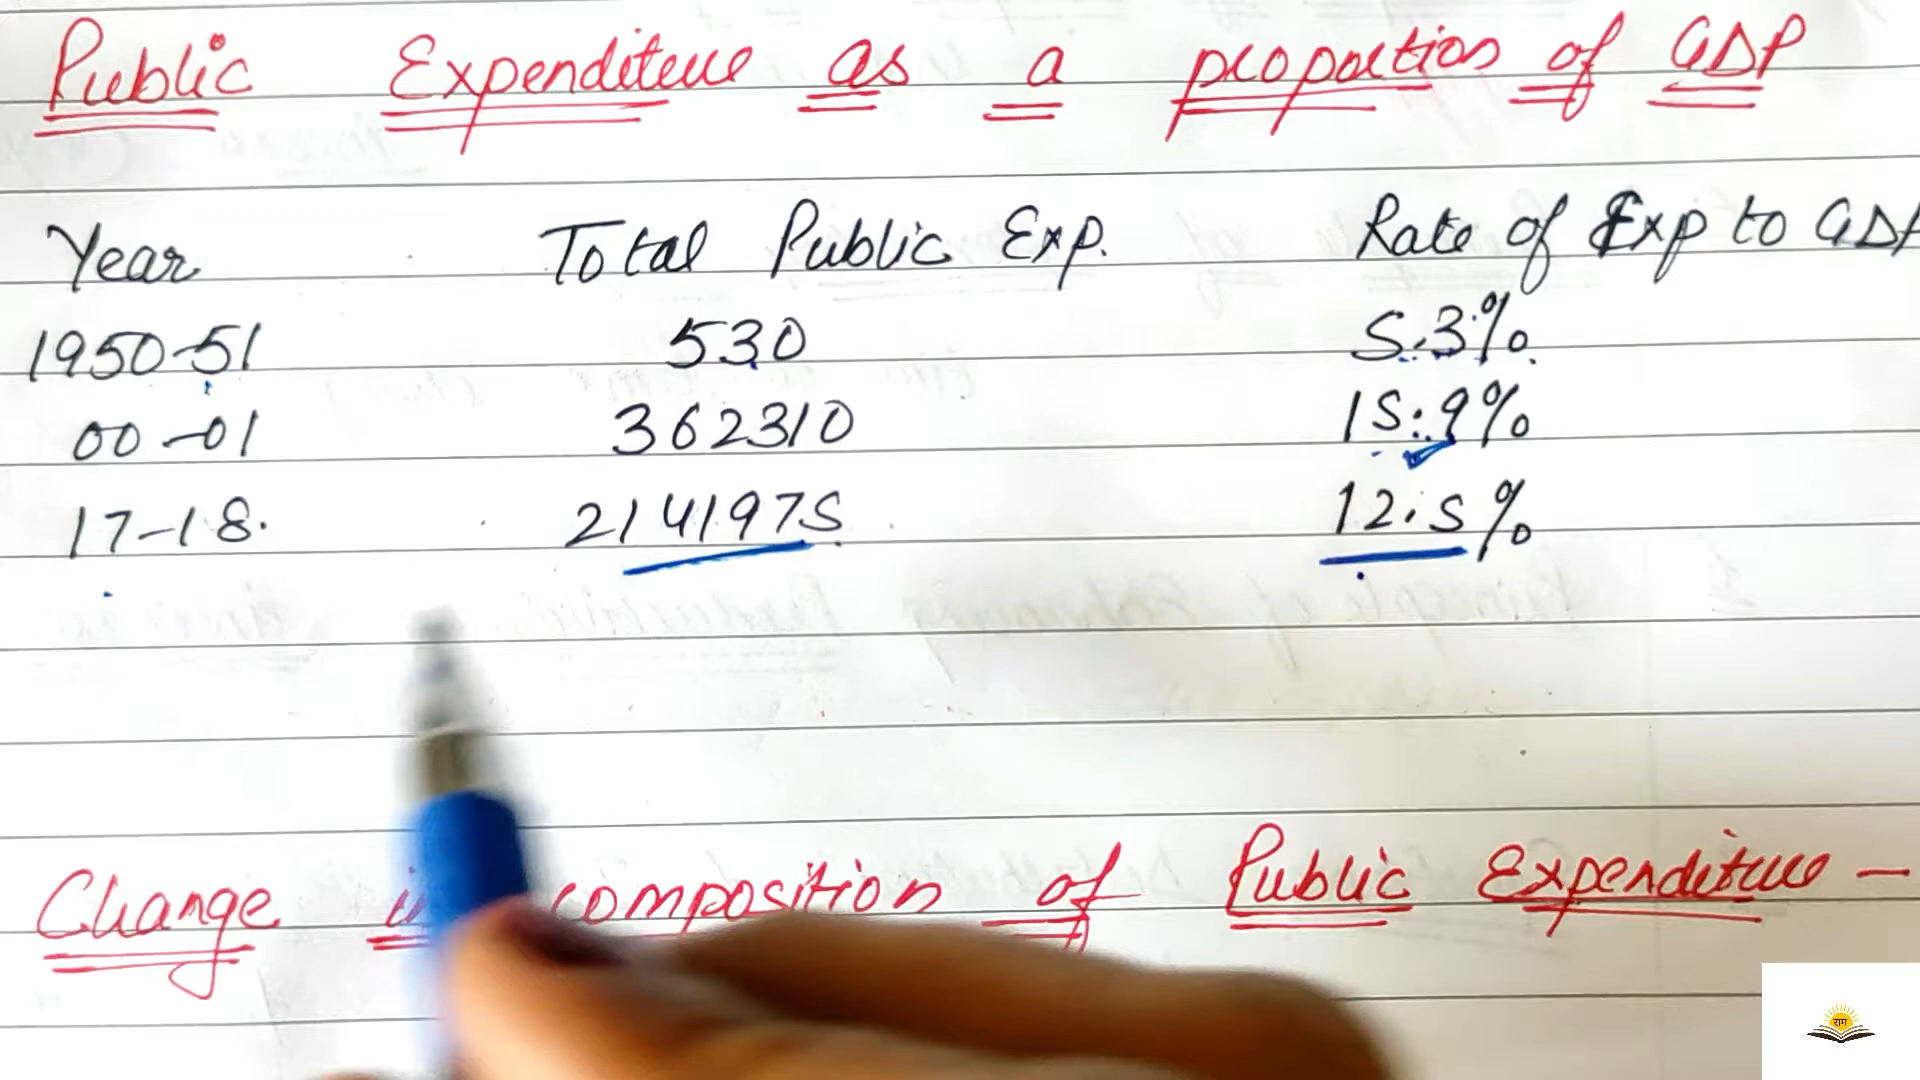 Public Expenditure as a proportion of GDP
Year Total Public Exp. Rate of Exp to GDP
1950-51 530 5.3%
00-01 362310 15.9%
17-18. 2141975 12.5%
Change in composition of Public Expenditure -
राम